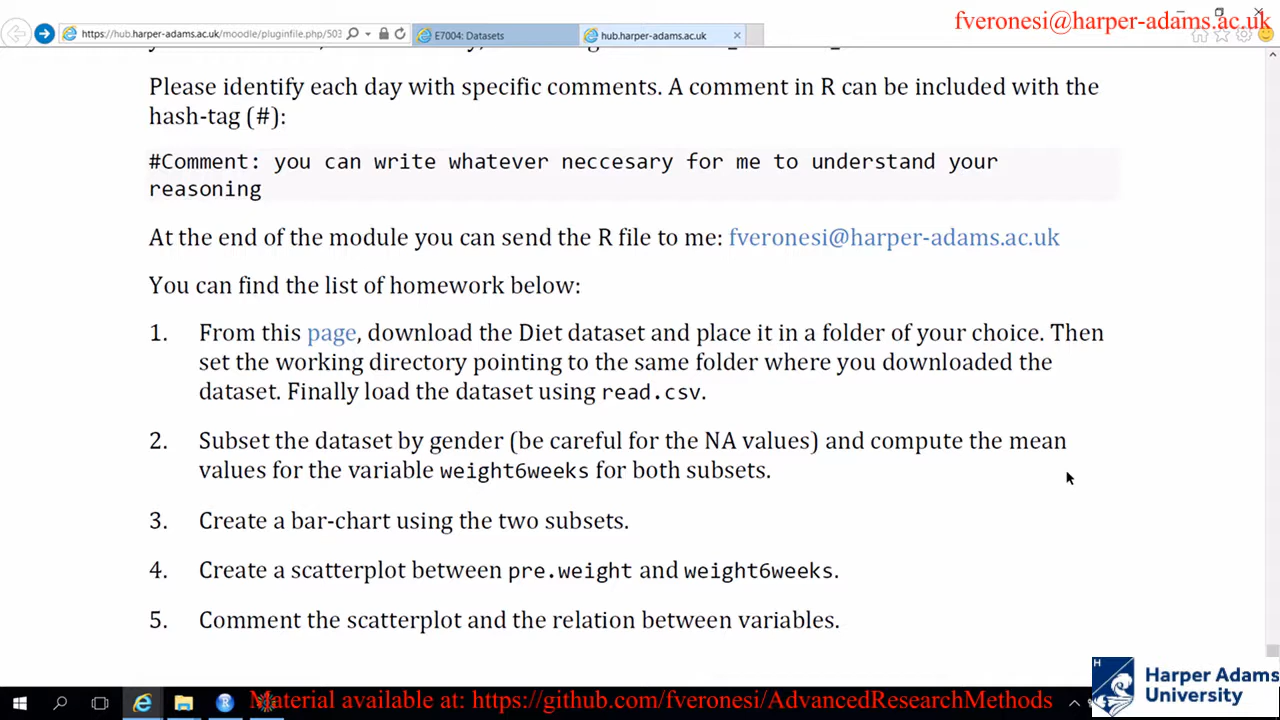 fveronesi@harper-adams.ac.uk
https://hub.harper-adams.ac.uk/moodle/pluginfile.php/503
E7004: Datasets
hub.harper-adams.ac.uk
Please identify each day with specific comments. A comment in R can be included with the
hash-tag (#):
#Comment: you can write whatever neccesary for me to understand your
reasoning
At the end of the module you can send the R file to me: fveronesi@harper-adams.ac.uk
You can find the list of homework below:
1. From this page, download the Diet dataset and place it in a folder of your choice. Then
set the working directory pointing to the same folder where you downloaded the
dataset. Finally load the dataset using read.csv.
2. Subset the dataset by gender (be careful for the NA values) and compute the mean
values for the variable weight6weeks for both subsets.
3. Create a bar-chart using the two subsets.
4. Create a scatterplot between pre.weight and weight6weeks.
5. Comment the scatterplot and the relation between variables.
H
Harper Adams
University
Material available at: https://github.com/fveronesi/AdvancedResearchMethods